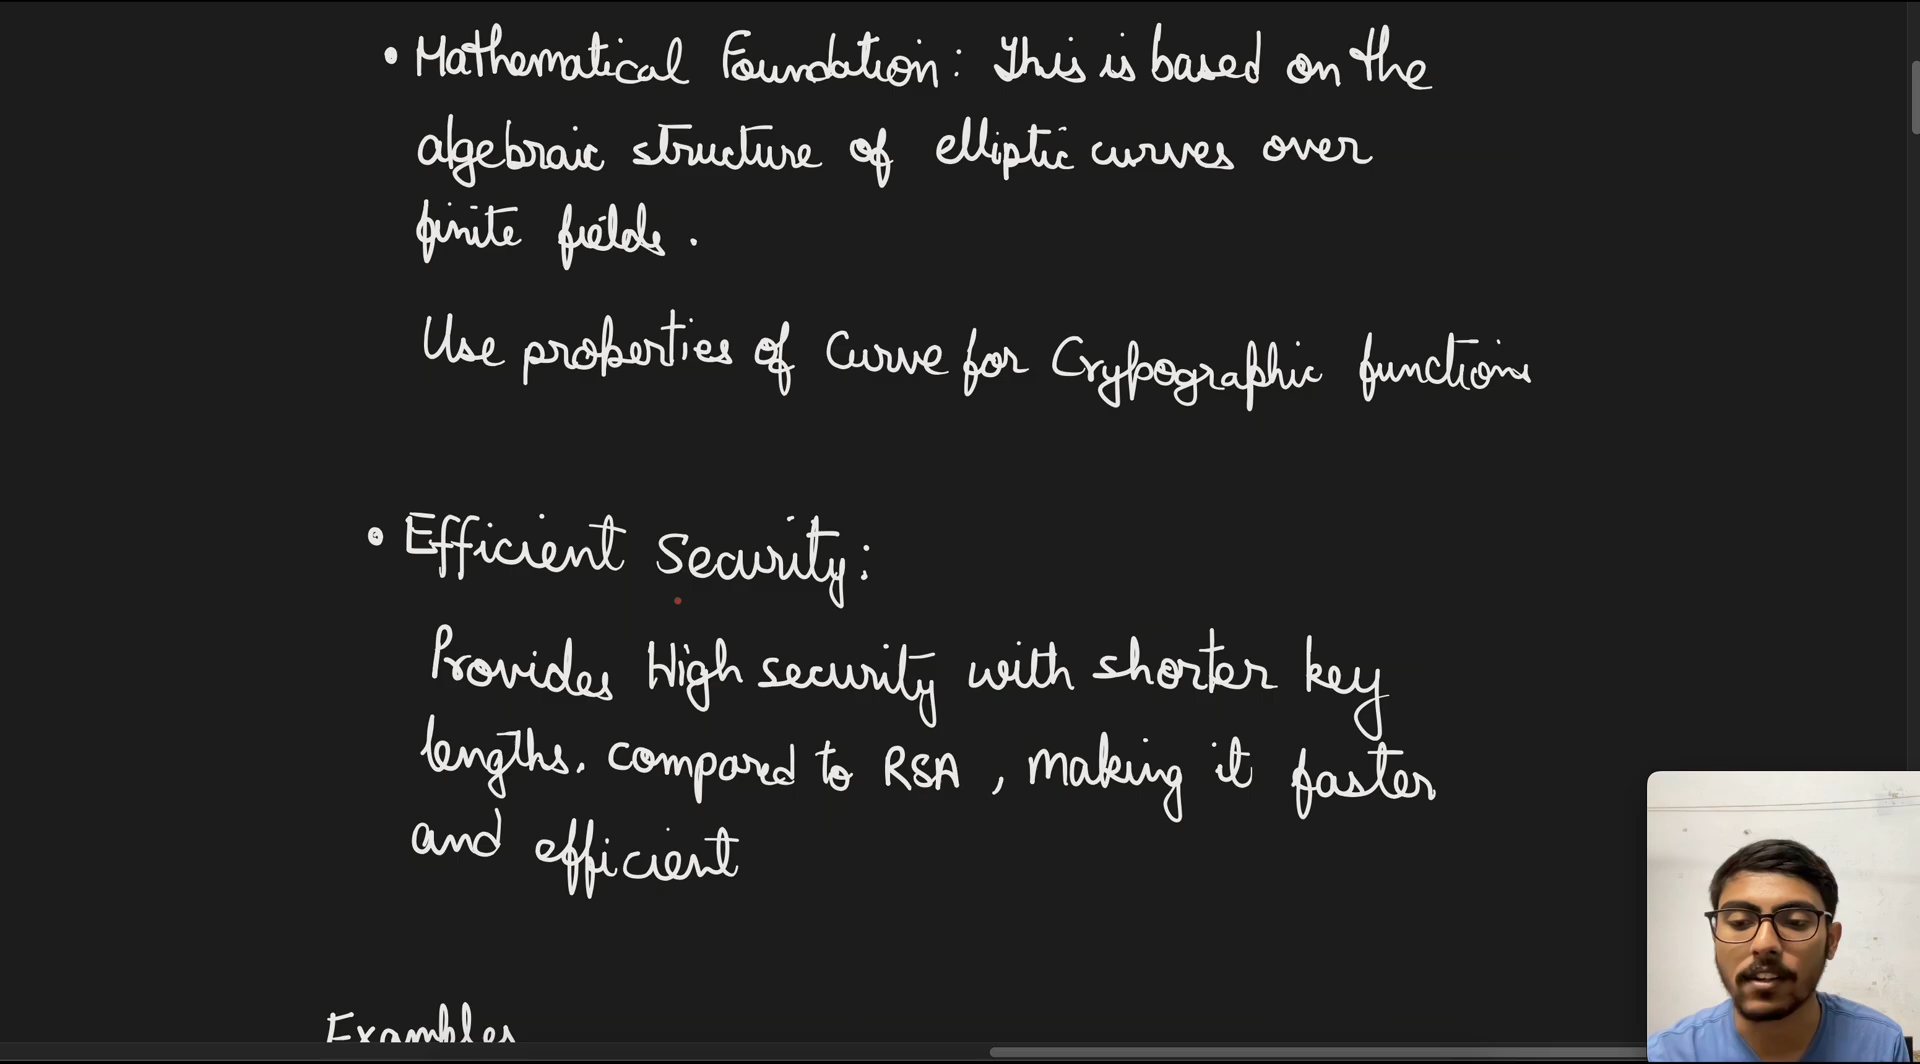 • Mathematical Foundation: This is based on the
algebraic structure of elliptic curves over
finite fields.
Use properties of Curve for Crypographic functions
• Efficient Security:
Provides High security with shorter key
lengths. compared to RSA, making it faster
and efficient
Examples